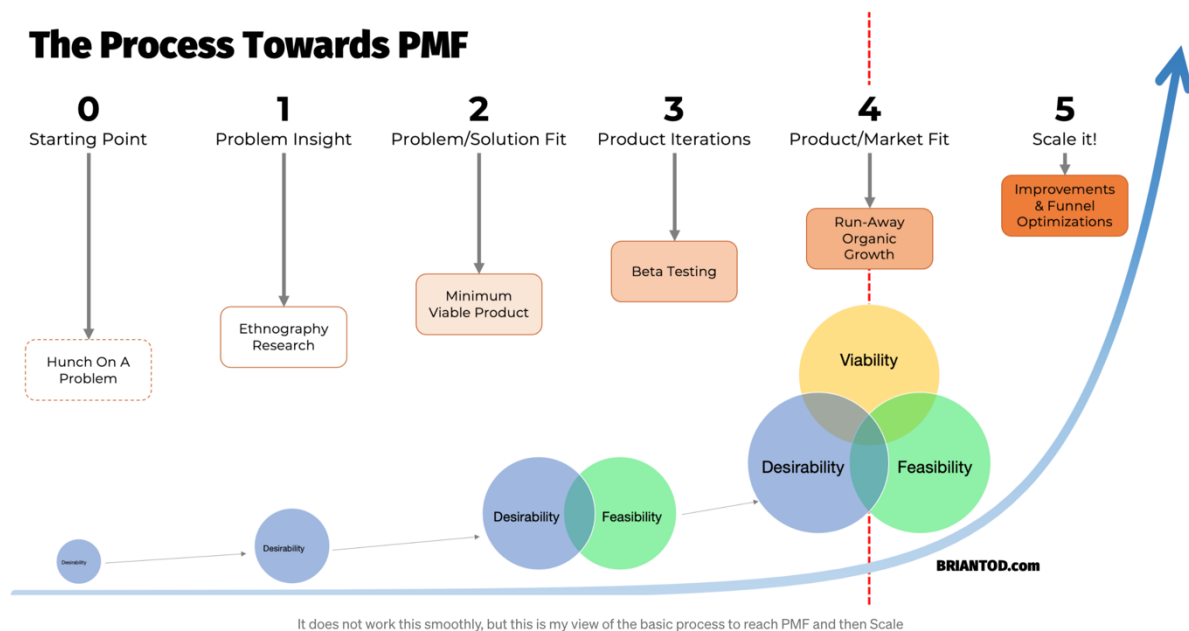 The Process Towards PMF
0
Starting Point
1
Problem Insight
2
Problem/Solution Fit
3
Product Iterations
4
Product/Market Fit
5
Scale it!
Hunch On A
Problem
Ethnography
Research
Minimum
Viable Product
Beta Testing
Run-Away
Organic
Growth
Improvements
& Funnel
Optimizations
Desirability
Desirability
Desirability
Feasibility
Viability
Desirability
Feasibility
BRIANTOD.com
It does not work this smoothly, but this is my view of the basic process to reach PMF and then Scale